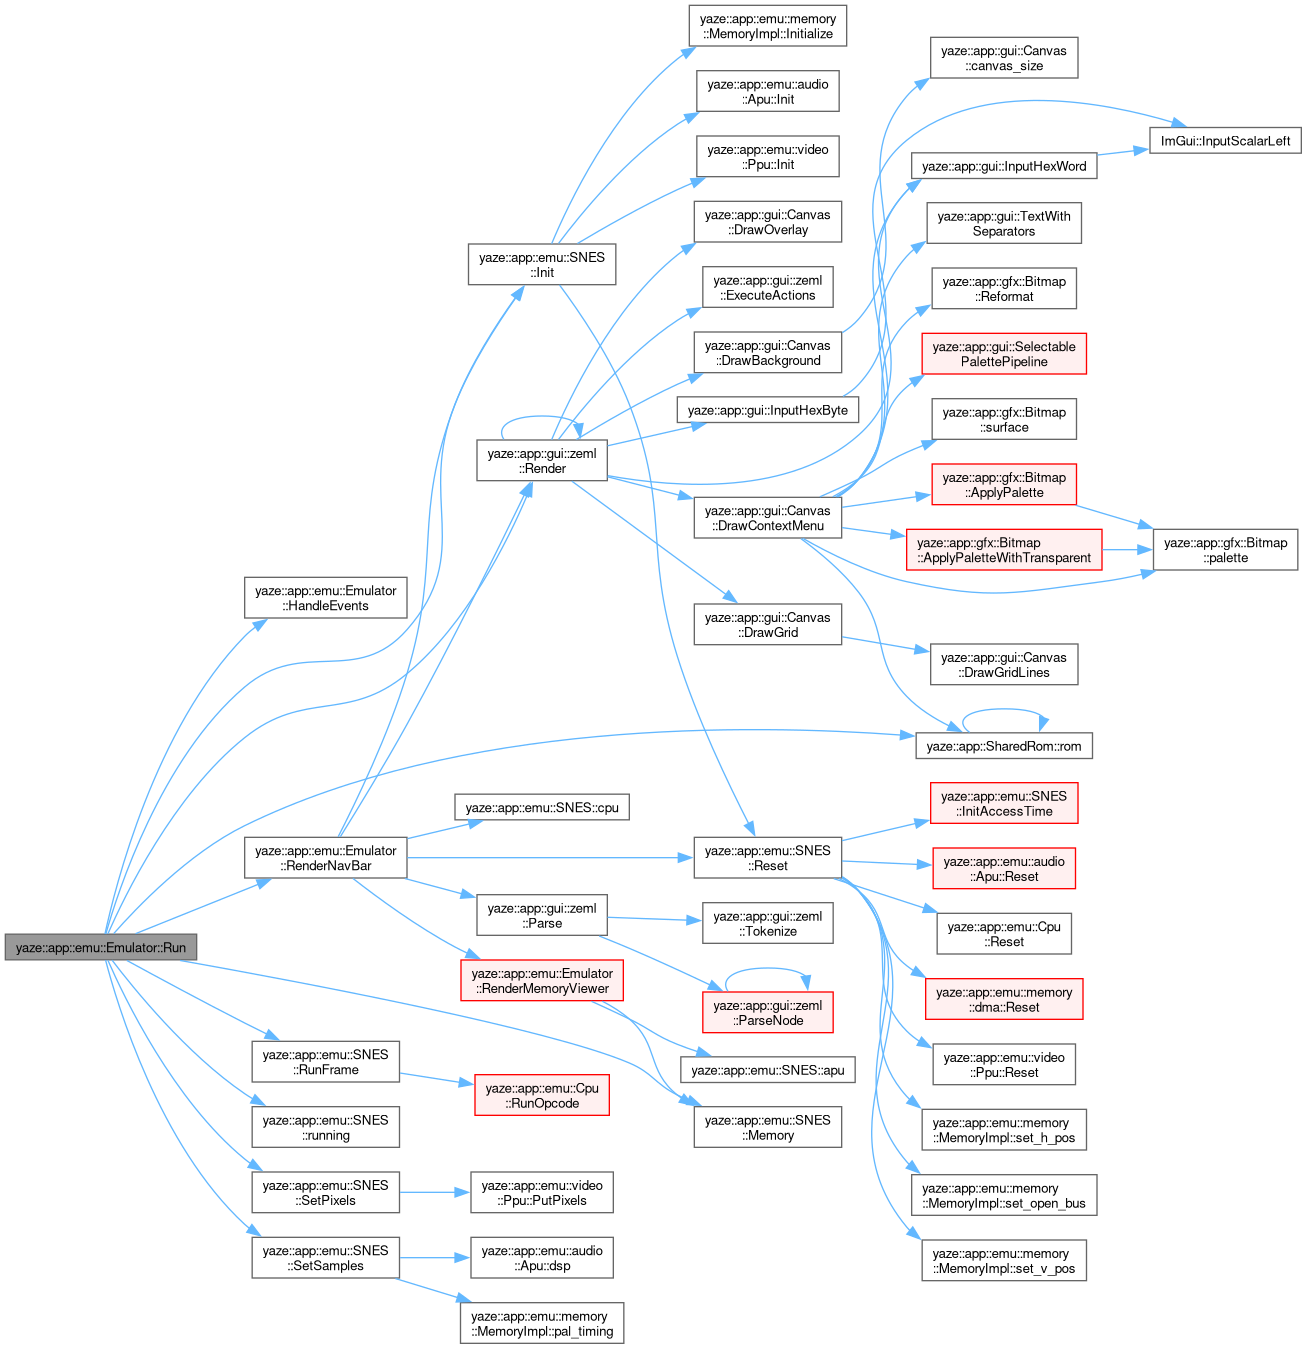 yaze::app::emu::memory
::MemoryImpl::Initialize
yaze::app::emu::audio
::Apu::Init
yaze::app::emu::video
::Ppu::Init
yaze::app::gui::Canvas
::DrawOverlay
yaze::app::gui::zeml
::ExecuteActions
yaze::app::gui::Canvas
::DrawBackground
yaze::app::gui::InputHexByte
yaze::app::emu::SNES
::Init
yaze::app::gui::zeml
::Render
yaze::app::gui::Canvas
::DrawContextMenu
yaze::app::gui::Canvas
::DrawGrid
yaze::app::gui::Canvas
::canvas_size
ImGui::InputScalarLeft
yaze::app::gui::InputHexWord
yaze::app::gui::TextWith
Separators
yaze::app::gfx::Bitmap
::Reformat
yaze::app::gui::Selectable
PalettePipeline
yaze::app::gfx::Bitmap
::surface
yaze::app::gfx::Bitmap
::ApplyPalette
yaze::app::gfx::Bitmap
::ApplyPaletteWithTransparent
yaze::app::gfx::Bitmap
::palette
yaze::app::gui::Canvas
::DrawGridLines
yaze::app::SharedRom::rom
yaze::app::emu::Emulator
::HandleEvents
yaze::app::emu::SNES::cpu
yaze::app::emu::Emulator
::RenderNavBar
yaze::app::emu::SNES
::Reset
yaze::app::emu::SNES
::InitAccessTime
yaze::app::emu::audio
::Apu::Reset
yaze::app::gui::zeml
::Parse
yaze::app::gui::zeml
::Tokenize
yaze::app::emu::Cpu
::Reset
yaze::app::emu::Emulator::Run
yaze::app::emu::Emulator
::RenderMemoryViewer
yaze::app::gui::zeml
::ParseNode
yaze::app::emu::memory
::dma::Reset
yaze::app::emu::SNES
::RunFrame
yaze::app::emu::SNES::apu
yaze::app::emu::video
::Ppu::Reset
yaze::app::emu::Cpu
::RunOpcode
yaze::app::emu::SNES
::running
yaze::app::emu::SNES
::Memory
yaze::app::emu::memory
::MemoryImpl::set_h_pos
yaze::app::emu::SNES
::SetPixels
yaze::app::emu::video
::Ppu::PutPixels
yaze::app::emu::memory
::MemoryImpl::set_open_bus
yaze::app::emu::SNES
::SetSamples
yaze::app::emu::audio
::Apu::dsp
yaze::app::emu::memory
::MemoryImpl::set_v_pos
yaze::app::emu::memory
::MemoryImpl::pal_timing